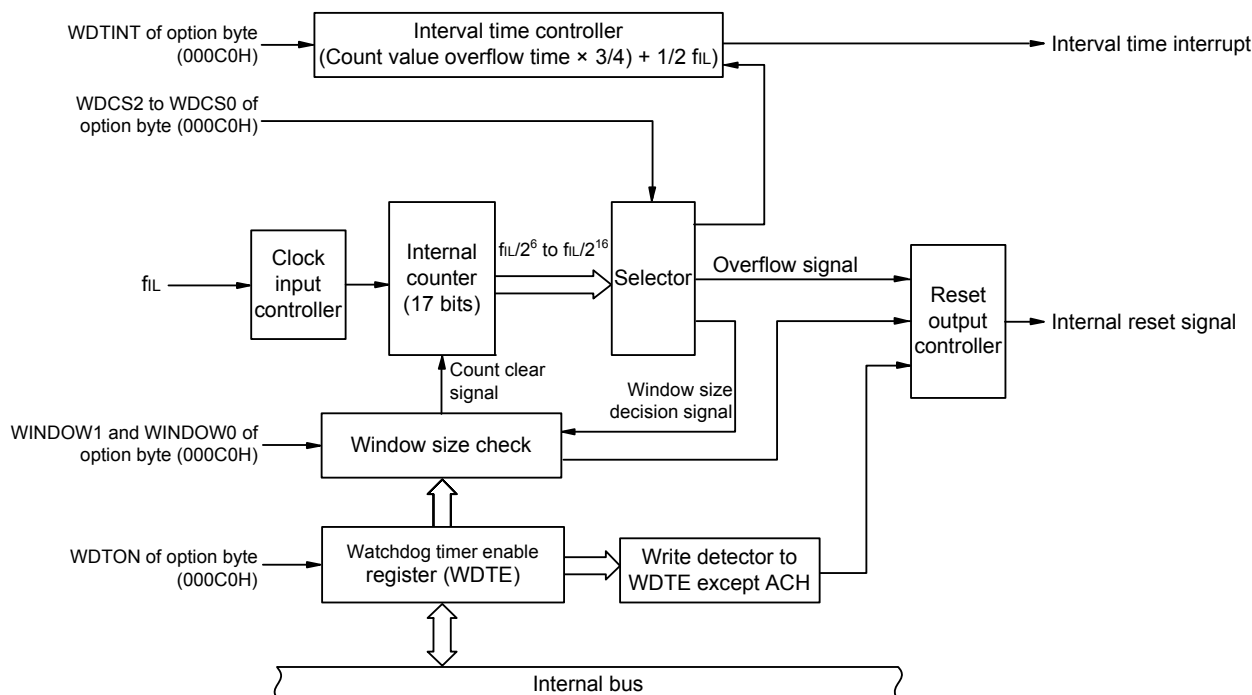 WDTINT of option byte
(000C0H)
Interval time controller
(Count value overflow time × 3/4) + 1/2 fIL)
Interval time interrupt
WDCS2 to WDCS0 of
option byte (000C0H)
fIL
Clock
input
controller
Internal
counter
(17 bits)
fIL/2⁶ to fIL/2¹⁶
Selector
Overflow signal
Reset
output
controller
Internal reset signal
Count clear
signal
Window size
decision signal
WINDOW1 and WINDOW0 of
option byte (000C0H)
Window size check
WDTON of option byte
(000C0H)
Watchdog timer enable
register (WDTE)
Write detector to
WDTE except ACH
Internal bus